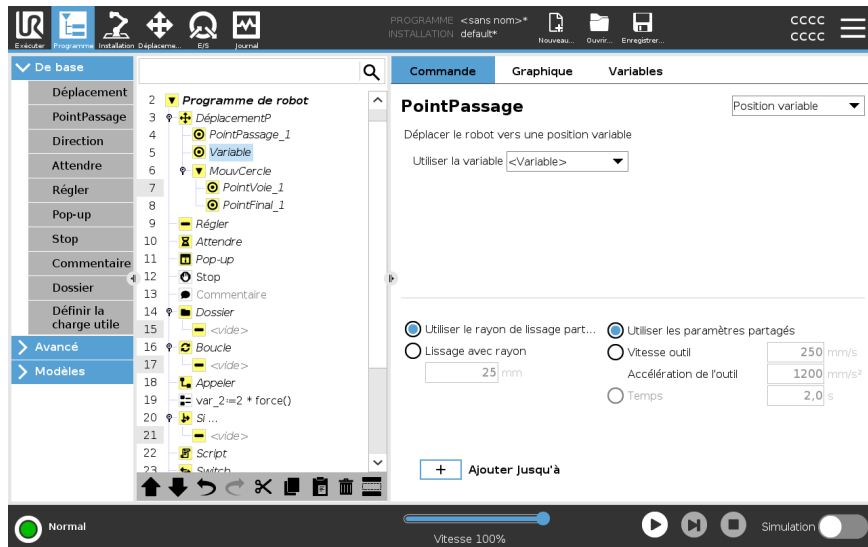 UR
Exécuter
Programme
Installation
Déplaceme...
E/S
Journal
PROGRAMME <sans nom>*
INSTALLATION default*
Nouveau...
Ouvrir...
Enregistrer...
CCCC
CCCC
De base
Déplacement
PointPassage
Direction
Attendre
Régler
Pop-up
Stop
Commentaire
Dossier
Définir la
charge utile
Avancé
Modèles
2 Programme de robot
3 DéplacementP
4 PointPassage_1
5 Variable
6 MouvCercle
7 PointVoie_1
8 PointFinal_1
9 Régler
10 Attendre
11 Pop-up
12 Stop
13 Commentaire
14 Dossier
15 <vide>
16 Boucle
17 <vide>
18 Appeler
19 var_2≔2 * force()
20 Si ...
21 <vide>
22 Script
23 Switch
Commande Graphique Variables
PointPassage
Position variable
Déplacer le robot vers une position variable
Utiliser la variable <Variable>
Utiliser le rayon de lissage part...
Lissage avec rayon
25 mm
Utiliser les paramètres partagés
Vitesse outil 250 mm/s
Accélération de l'outil 1200 mm/s²
Temps 2,0 s
+ Ajouter Jusqu'à
Normal
Vitesse 100%
Simulation